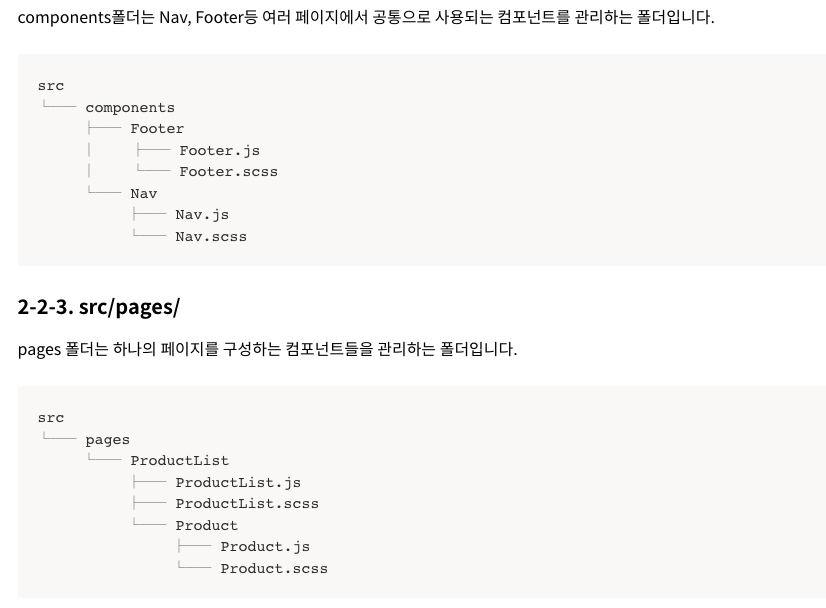 components폴더는 Nav, Footer등 여러 페이지에서 공통으로 사용되는 컴포넌트를 관리하는 폴더입니다.
src
└── components
    ├── Footer
    │   ├── Footer.js
    │   └── Footer.scss
    └── Nav
        ├── Nav.js
        └── Nav.scss
2-2-3. src/pages/
pages 폴더는 하나의 페이지를 구성하는 컴포넌트들을 관리하는 폴더입니다.
src
└── pages
    └── ProductList
        ├── ProductList.js
        ├── ProductList.scss
        └── Product
            ├── Product.js
            └── Product.scss